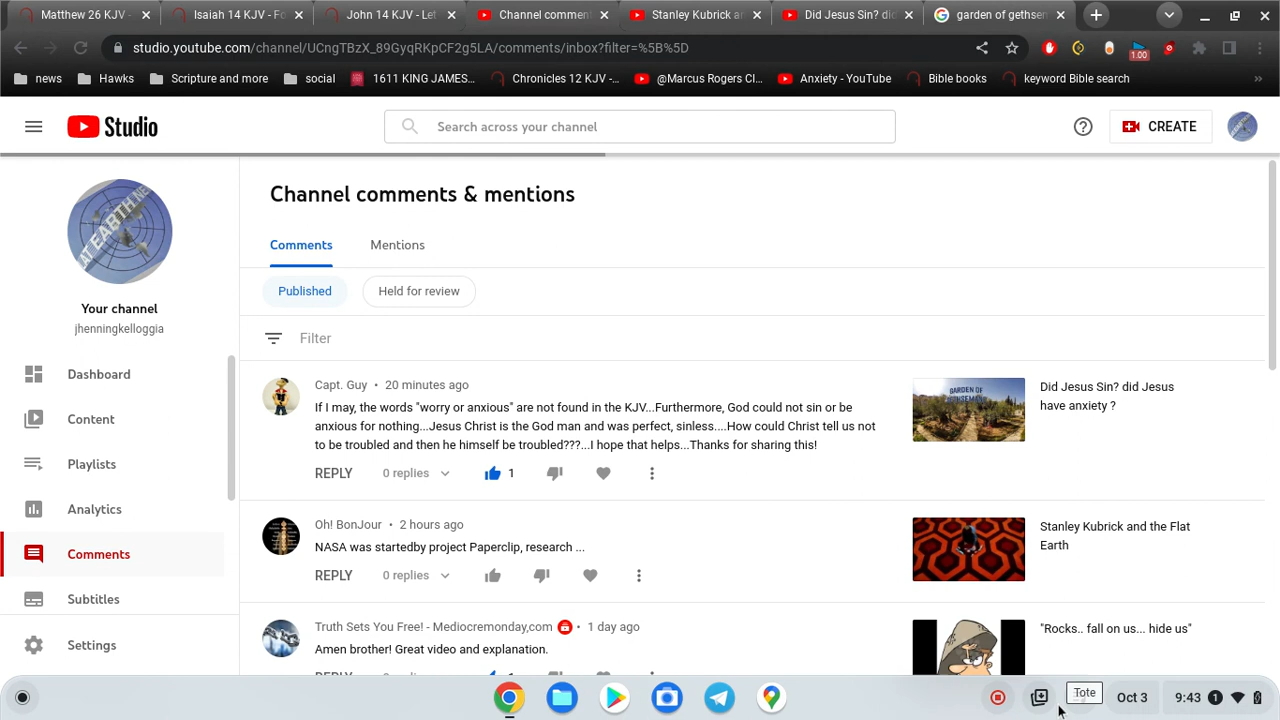 Matthew 26 KJV -
Isaiah 14 KJV - Fo
John 14 KJV - Let
Channel commen
Stanley Kubrick an
Did Jesus Sin? did
garden of gethsen
studio.youtube.com/channel/UCngTBzX_89GyqRKpCF2g5LA/comments/inbox?filter=%5B%5D
1.00
news
Hawks
Scripture and more
social
1611 KING JAMES...
Chronicles 12 KJV -...
@Marcus Rogers Cl...
Anxiety - YouTube
Bible books
keyword Bible search
»
Studio
Search across your channel
CREATE
Your channel
jhenningkelloggia
Dashboard
Content
Playlists
Analytics
Comments
Subtitles
Settings
Channel comments & mentions
Comments
Mentions
Published
Held for review
Filter
Capt. Guy • 20 minutes ago
If I may, the words "worry or anxious" are not found in the KJV...Furthermore, God could not sin or be
anxious for nothing...Jesus Christ is the God man and was perfect, sinless....How could Christ tell us not
to be troubled and then he himself be troubled???...I hope that helps...Thanks for sharing this!
REPLY 0 replies 1
GARDEN OF
Did Jesus Sin? did Jesus
have anxiety ?
Oh! BonJour • 2 hours ago
NASA was startedby project Paperclip, research ...
REPLY 0 replies
Stanley Kubrick and the Flat
Earth
Truth Sets You Free! - Mediocremonday,com • 1 day ago
Amen brother! Great video and explanation.
"Rocks.. fall on us... hide us"
Tote
Oct 3
9:43
1